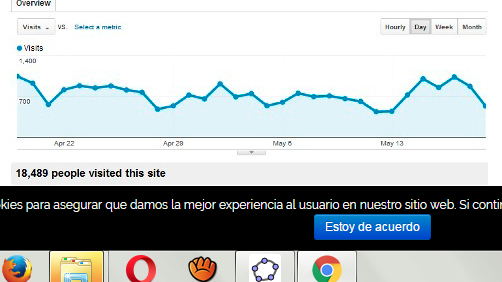 Overview
Visits
VS.
Select a metric
Hourly Day Week Month
Visits
1,400
700
Apr 22 Apr 29 May 6 May 13
18,489 people visited this site
kies para asegurar que damos la mejor experiencia al usuario en nuestro sitio web. Si contin
Estoy de acuerdo